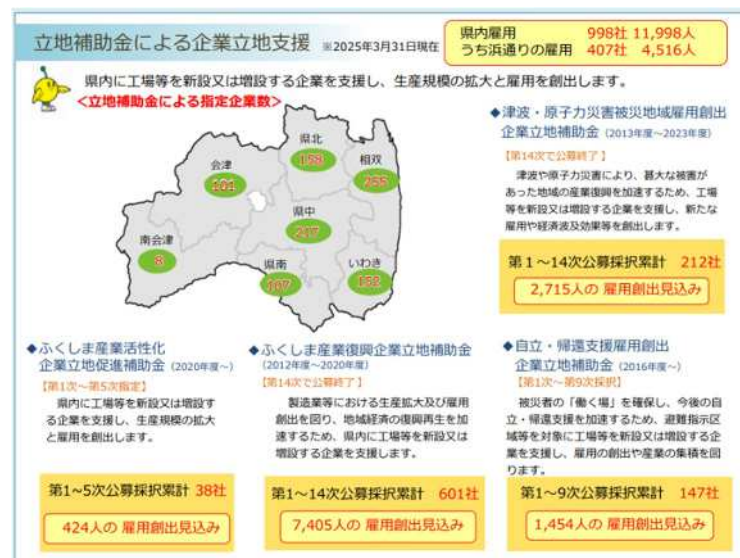 立地補助金による企業立地支援 ※2025年3月31日現在
県内雇用 998社 11,998人
うち浜通りの雇用 407社 4,516人
県内に工場等を新設又は増設する企業を支援し、生産規模の拡大と雇用を創出します。
＜立地補助金による指定企業数＞
県北
158
会津
101
相双
255
県中
217
南会津
8
県南
107
いわき
152
◆津波・原子力災害被災地域雇用創出
企業立地補助金（2013年度～2023年度）
【第14次で公募終了】
津波や原子力災害により、甚大な被害が
あった地域の産業復興を加速するため、工場
等を新設又は増設する企業を支援し、新たな
雇用や経済波及効果等を創出します。
第１～14次公募採択累計 212社
2,715人の 雇用創出見込み
◆ふくしま産業活性化
企業立地促進補助金（2020年度～）
【第1次～第5次指定】
県内に工場等を新設又は増設す
る企業を支援し、生産規模の拡大
と雇用を創出します。
第1~5次公募採択累計 38社
424人の 雇用創出見込み
◆ふくしま産業復興企業立地補助金
（2012年度～2020年度）
【第14次で公募終了】
製造業等における生産拡大及び雇用
創出を図り、地域経済の復興再生を加
速するため、県内に工場等を新設又は
増設する企業を支援します。
第1～14次公募採択累計 601社
7,405人の 雇用創出見込み
◆自立・帰還支援雇用創出
企業立地補助金（2016年度～）
【第1次～第9次採択】
被災者の「働く場」を確保し、今後の自
立・帰還支援を加速するため、避難指示区
域等を対象に工場等を新設又は増設する企
業を支援し、雇用の創出や産業の集積を図
ります。
第1～9次公募採択累計 147社
1,454人の 雇用創出見込み